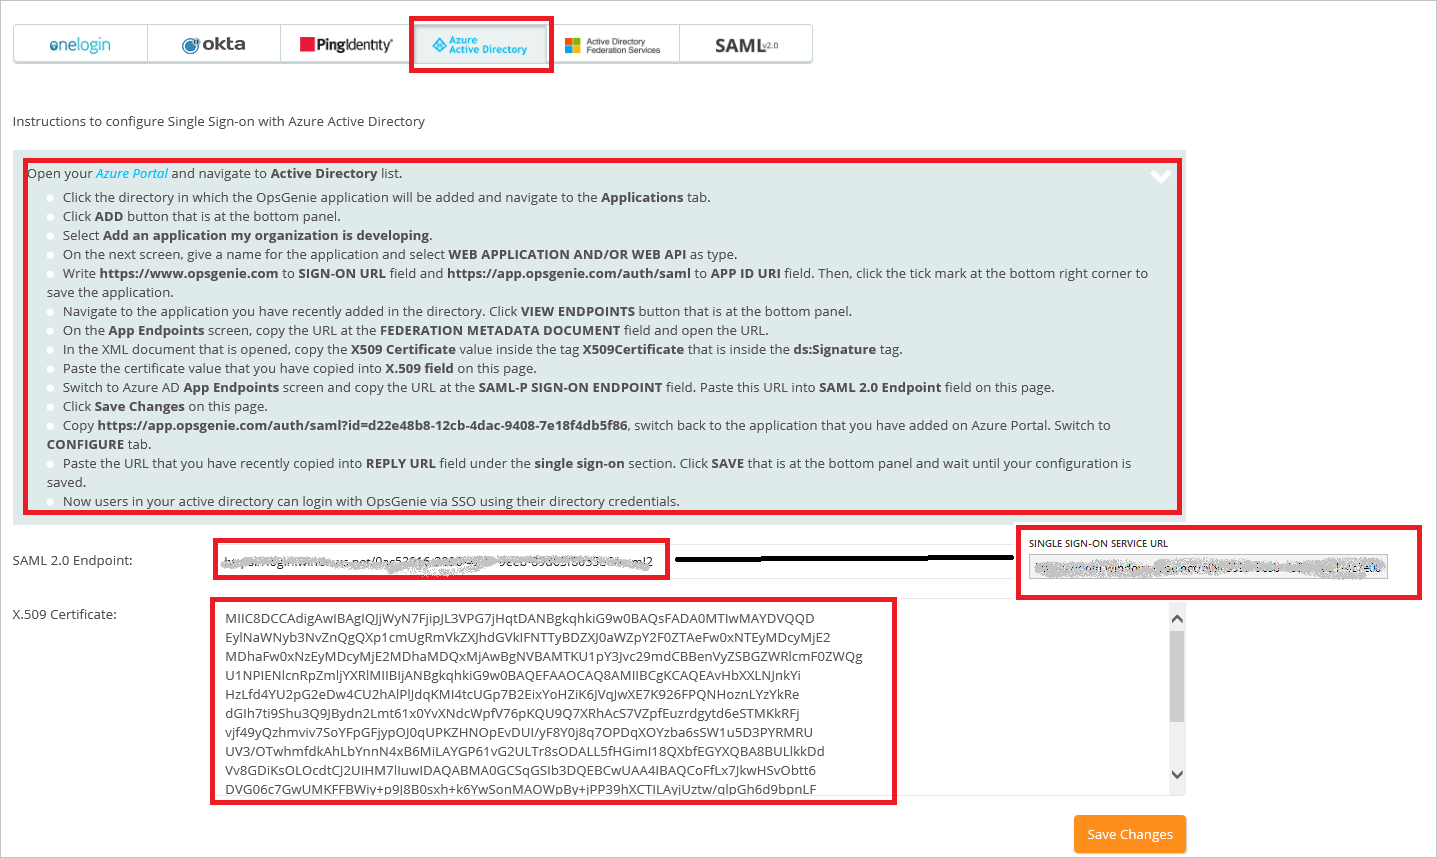 onelogin
okta
PingIdentity
Azure
Active Directory
Active Directory
Federation Services
SAML v2.0
Instructions to configure Single Sign-on with Azure Active Directory
Open your Azure Portal and navigate to Active Directory list.
Click the directory in which the OpsGenie application will be added and navigate to the Applications tab.
Click ADD button that is at the bottom panel.
Select Add an application my organization is developing.
On the next screen, give a name for the application and select WEB APPLICATION AND/OR WEB API as type.
Write https://www.opsgenie.com to SIGN-ON URL field and https://app.opsgenie.com/auth/saml to APP ID URI field. Then, click the tick mark at the bottom right corner to
save the application.
Navigate to the application you have recently added in the directory. Click VIEW ENDPOINTS button that is at the bottom panel.
On the App Endpoints screen, copy the URL at the FEDERATION METADATA DOCUMENT field and open the URL.
In the XML document that is opened, copy the X509 Certificate value inside the tag X509Certificate that is inside the ds:Signature tag.
Paste the certificate value that you have copied into X.509 field on this page.
Switch to Azure AD App Endpoints screen and copy the URL at the SAML-P SIGN-ON ENDPOINT field. Paste this URL into SAML 2.0 Endpoint field on this page.
Click Save Changes on this page.
Copy https://app.opsgenie.com/auth/saml?id=d22e48b8-12cb-4dac-9408-7e18f4db5f86, switch back to the application that you have added on Azure Portal. Switch to
CONFIGURE tab.
Paste the URL that you have recently copied into REPLY URL field under the single sign-on section. Click SAVE that is at the bottom panel and wait until your configuration is
saved.
Now users in your active directory can login with OpsGenie via SSO using their directory credentials.
SAML 2.0 Endpoint:
SINGLE SIGN-ON SERVICE URL
X.509 Certificate:
MIIC8DCCAdigAwIBAgIQJjWyN7FjipJL3VPG7jHqtDANBgkqhkiG9w0BAQsFADA0MTIwMAYDVQQD
EylNaWNyb3NvZnQgQXp1cmUgRmVkZXJhdGVkIFNTTyBDZXJ0aWZpY2F0ZTAeFw0xNTEyMDcyMjE2
MDhaFw0xNzEyMDcyMjE2MDhaMDQxMjAwBgNVBAMTKU1pY3Jvc29mdCBBenVyZSBGZWRlcmF0ZWQg
U1NPIENlcnRpZmljYXRlMIIBIjANBgkqhkiG9w0BAQEFAAOCAQ8AMIIBCgKCAQEAvHbXXLNJnkYi
HzLfd4YU2pG2eDw4CU2hAlPlJdqKMI4tcUGp7B2EixYoHZiK6JVqJwXE7K926FPQNHoznLYzYkRe
dGIh7ti9Shu3Q9JBydn2Lmt61x0YvXNdcWpfV76pKQU9Q7XRhAcS7VZpfEuzrdgytd6eSTMKkRFj
vjf49yQzhmviv7SoYFpGFjypOJ0qUPKZHNOpEvDUI/yF8Y0j8q7OPDqXOYzba6sSW1u5D3PYRMRU
UV3/OTwhmfdkAhLbYnnN4xB6MiLAYGP61vG2ULTr8sODALL5fHGimI18QXbfEGYXQBA8BULlkkDd
Vv8GDiKsOLOcdtCJ2UIHM7lIuwIDAQABMA0GCSqGSIb3DQEBCwUAA4IBAQCoFfLx7JkwHSvObtt6
DVG06c7GwUMKFFBWiy+p9J8B0sxh+k6YwSonMAOWpBy+jPP39hXCTILAyjUztw/qlpGh6d9bpnLF
Save Changes